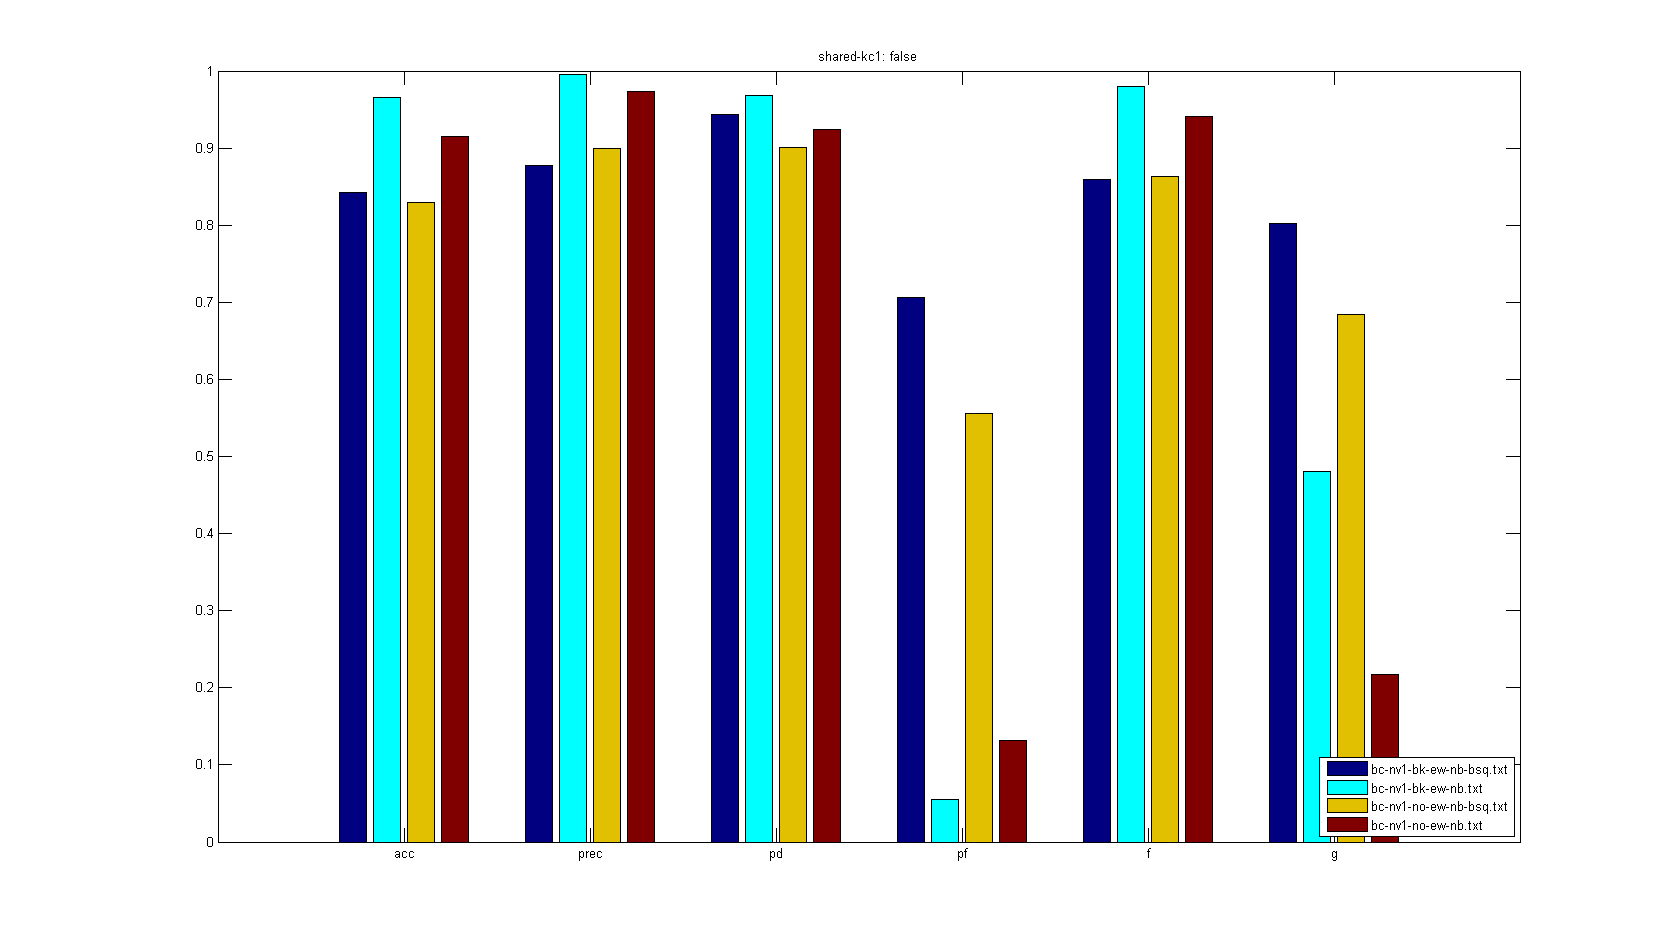 shared-kc1: false
1
0.9
0.8
0.7
0.6
0.5
0.4
0.3
0.2
0.1
0
acc prec pd pf f g
bc-nv1-bk-ew-nb-bsq.txt
bc-nv1-bk-ew-nb.txt
bc-nv1-no-ew-nb-bsq.txt
bc-nv1-no-ew-nb.txt